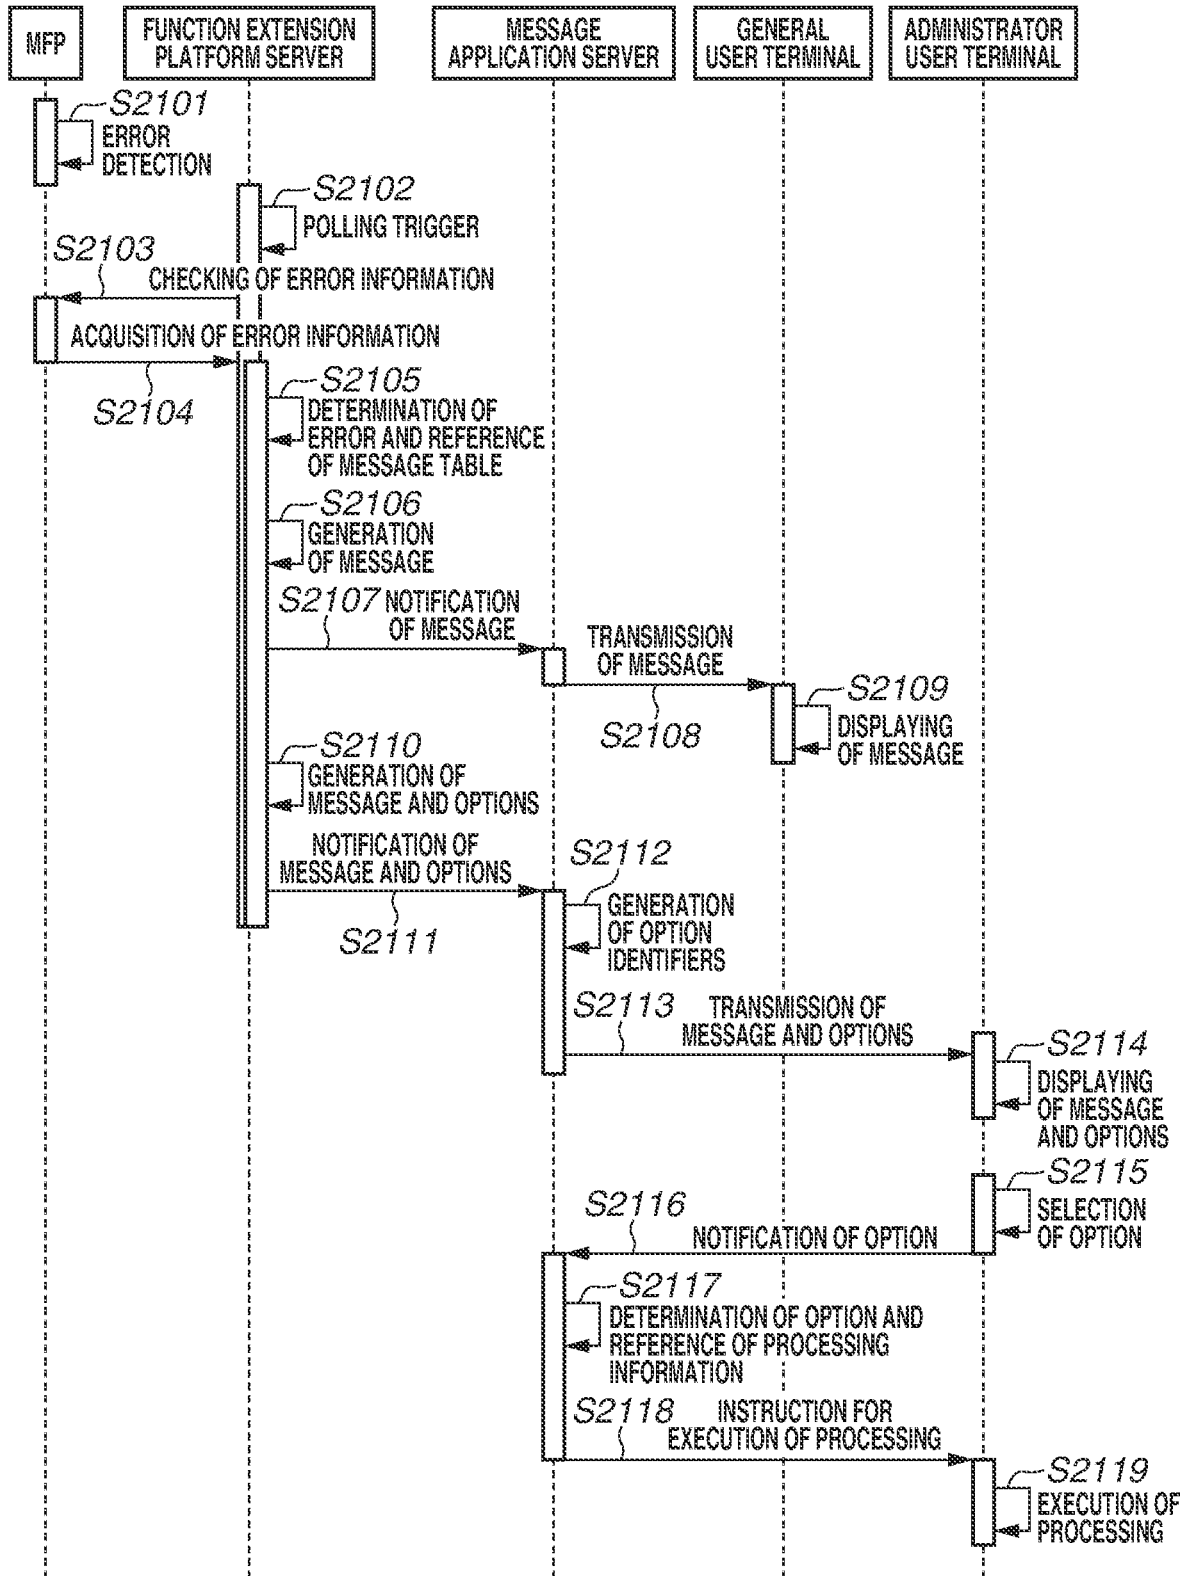 MFP
FUNCTION EXTENSION
PLATFORM SERVER
MESSAGE
APPLICATION SERVER
GENERAL
USER TERMINAL
ADMINISTRATOR
USER TERMINAL
S2101
ERROR
DETECTION
S2102
POLLING TRIGGER
S2103
CHECKING OF ERROR INFORMATION
ACQUISITION OF ERROR INFORMATION
S2104
S2105
DETERMINATION OF
ERROR AND REFERENCE
OF MESSAGE TABLE
S2106
GENERATION
OF MESSAGE
S2107
NOTIFICATION
OF MESSAGE
TRANSMISSION
OF MESSAGE
S2108
S2109
DISPLAYING
OF MESSAGE
S2110
GENERATION OF
MESSAGE AND OPTIONS
NOTIFICATION OF
MESSAGE AND OPTIONS
S2111
S2112
GENERATION
OF OPTION
IDENTIFIERS
S2113
TRANSMISSION OF
MESSAGE AND OPTIONS
S2114
DISPLAYING
OF MESSAGE
AND OPTIONS
S2115
SELECTION
OF OPTION
S2116
NOTIFICATION OF OPTION
S2117
DETERMINATION OF OPTION AND
REFERENCE OF PROCESSING
INFORMATION
S2118
INSTRUCTION FOR
EXECUTION OF PROCESSING
S2119
EXECUTION OF
PROCESSING